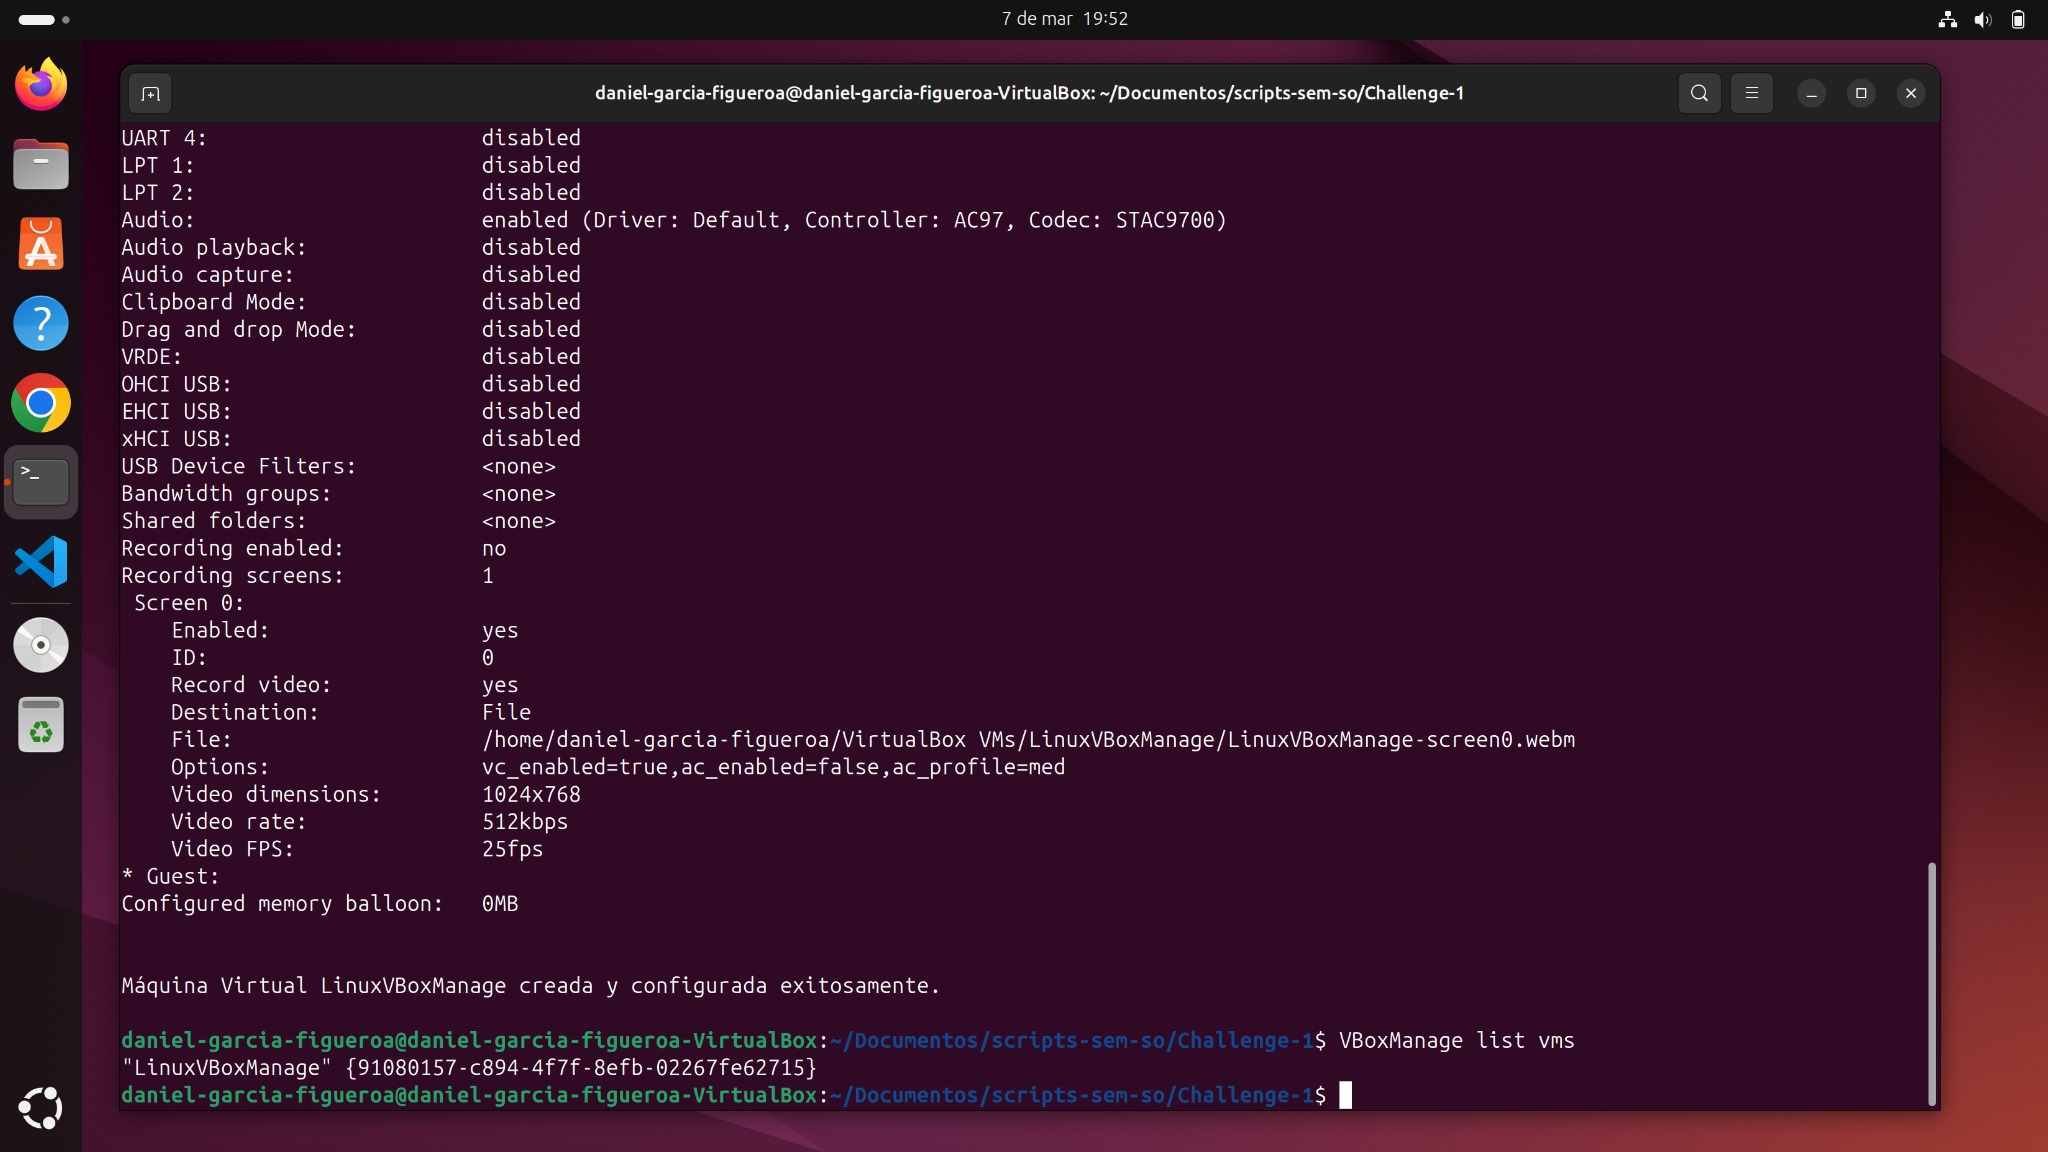 7 de mar 19:52
daniel-garcia-figueroa@daniel-garcia-figueroa-VirtualBox: ~/Documentos/scripts-sem-so/Challenge-1
UART 4: disabled
LPT 1: disabled
LPT 2: disabled
Audio: enabled (Driver: Default, Controller: AC97, Codec: STAC9700)
Audio playback: disabled
Audio capture: disabled
Clipboard Mode: disabled
Drag and drop Mode: disabled
VRDE: disabled
OHCI USB: disabled
EHCI USB: disabled
xHCI USB: disabled
USB Device Filters: <none>
Bandwidth groups: <none>
Shared folders: <none>
Recording enabled: no
Recording screens: 1
Screen 0:
Enabled: yes
ID: 0
Record video: yes
Destination: File
File: /home/daniel-garcia-figueroa/VirtualBox VMs/LinuxVBoxManage/LinuxVBoxManage-screen0.webm
Options: vc_enabled=true,ac_enabled=false,ac_profile=med
Video dimensions: 1024x768
Video rate: 512kbps
Video FPS: 25fps
* Guest:
Configured memory balloon: 0MB
Máquina Virtual LinuxVBoxManage creada y configurada exitosamente.
daniel-garcia-figueroa@daniel-garcia-figueroa-VirtualBox:~/Documentos/scripts-sem-so/Challenge-1$ VBoxManage list vms
"LinuxVBoxManage" {91080157-c894-4f7f-8efb-02267fe62715}
daniel-garcia-figueroa@daniel-garcia-figueroa-VirtualBox:~/Documentos/scripts-sem-so/Challenge-1$